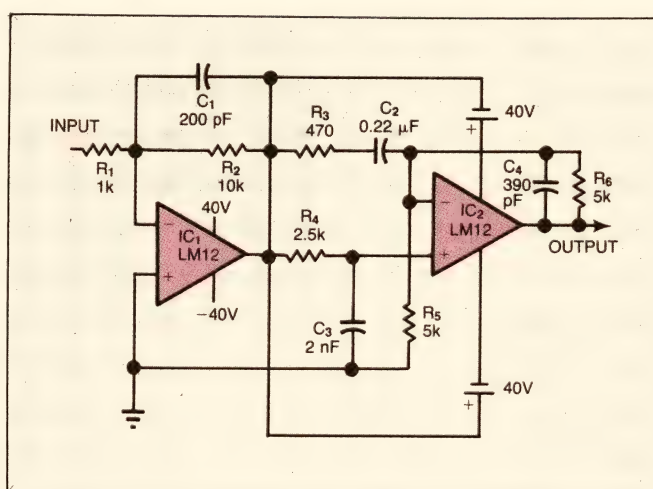 C1
200 pF
INPUT
R1
1k
R2
10k
R3
470
C2
0.22 µF
40V
+
C4
390
pF
R6
5k
−
IC1
LM12
+
40V
−40V
R4
2.5k
−
IC2
LM12
+
OUTPUT
C3
2 nF
R5
5k
40V
+